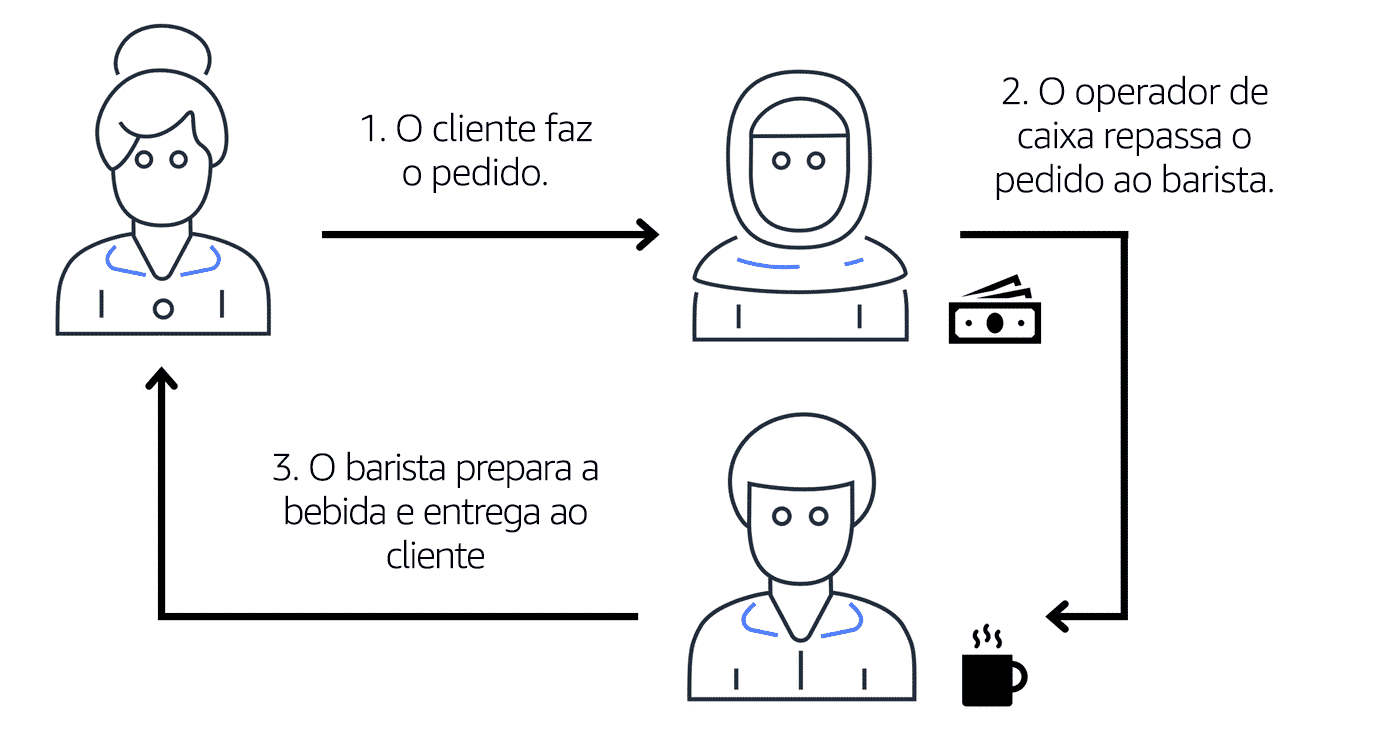 1. O cliente faz
o pedido.
2. O operador de
caixa repassa o
pedido ao barista.
3. O barista prepara a
bebida e entrega ao
cliente